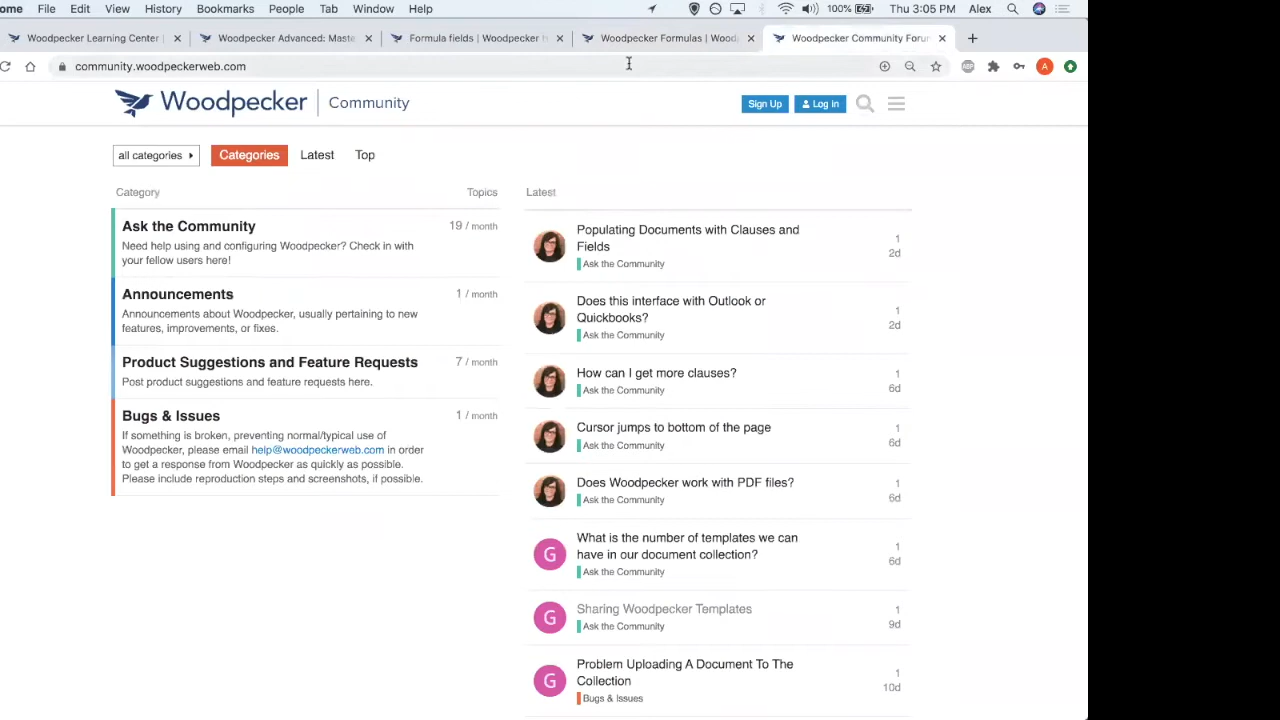 ome File Edit View History Bookmarks People Tab Window Help 100% Thu 3:05 PM Alex
Woodpecker Learning Center | Woodpecker Advanced: Maste Formula fields | Woodpecker H Woodpecker Formulas | Wood Woodpecker Community Foru
community.woodpeckerweb.com ABP A
Woodpecker Community Sign Up Log In
all categories Categories Latest Top
Category Topics
Ask the Community 19 / month
Need help using and configuring Woodpecker? Check in with
your fellow users here!
Announcements 1 / month
Announcements about Woodpecker, usually pertaining to new
features, improvements, or fixes.
Product Suggestions and Feature Requests 7 / month
Post product suggestions and feature requests here.
Bugs & Issues 1 / month
If something is broken, preventing normal/typical use of
Woodpecker, please email help@woodpeckerweb.com in order
to get a response from Woodpecker as quickly as possible.
Please include reproduction steps and screenshots, if possible.
Latest
Populating Documents with Clauses and
Fields
Ask the Community
1
2d
Does this interface with Outlook or
Quickbooks?
Ask the Community
1
2d
How can I get more clauses?
Ask the Community
1
6d
Cursor jumps to bottom of the page
Ask the Community
1
6d
Does Woodpecker work with PDF files?
Ask the Community
1
6d
G
What is the number of templates we can
have in our document collection?
Ask the Community
1
6d
G
Sharing Woodpecker Templates
Ask the Community
1
9d
G
Problem Uploading A Document To The
Collection
Bugs & Issues
1
10d